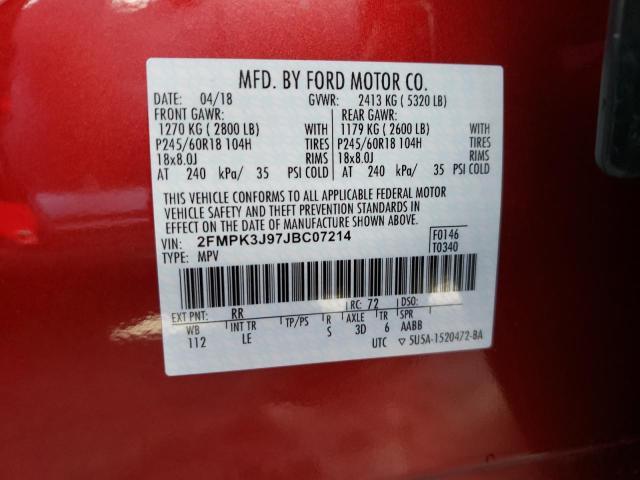 MFD. BY FORD MOTOR CO.
DATE: 04/18 GVWR: 2413 KG ( 5320 LB)
FRONT GAWR: REAR GAWR:
1270 KG ( 2800 LB) WITH 1179 KG ( 2600 LB) WITH
P245/60R18 104H TIRES P245/60R18 104H TIRES
18x8.0J RIMS 18x8.0J RIMS
AT 240 kPa/ 35 PSI COLD AT 240 kPa/ 35 PSI COLD
THIS VEHICLE CONFORMS TO ALL APPLICABLE FEDERAL MOTOR
VEHICLE SAFETY AND THEFT PREVENTION STANDARDS IN
EFFECT ON THE DATE OF MANUFACTURE SHOWN ABOVE.
VIN: 2FMPK3J97JBC07214 F0146
TYPE: MPV T0340
EXT PNT: RR RC: 72 DSO:
WB INT TR TP/PS R AXLE TR SPR
112 LE S 3D 6 AABB
UTC ▽ 5U5A-1520472-BA